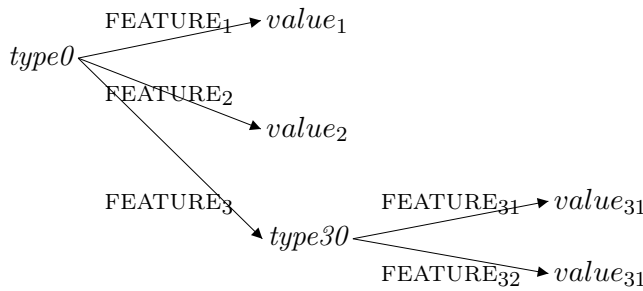 FEATURE₁ value₁
type0
FEATURE₂
value₂
FEATURE₃
FEATURE₃₁ value₃₁
type30
FEATURE₃₂ value₃₁